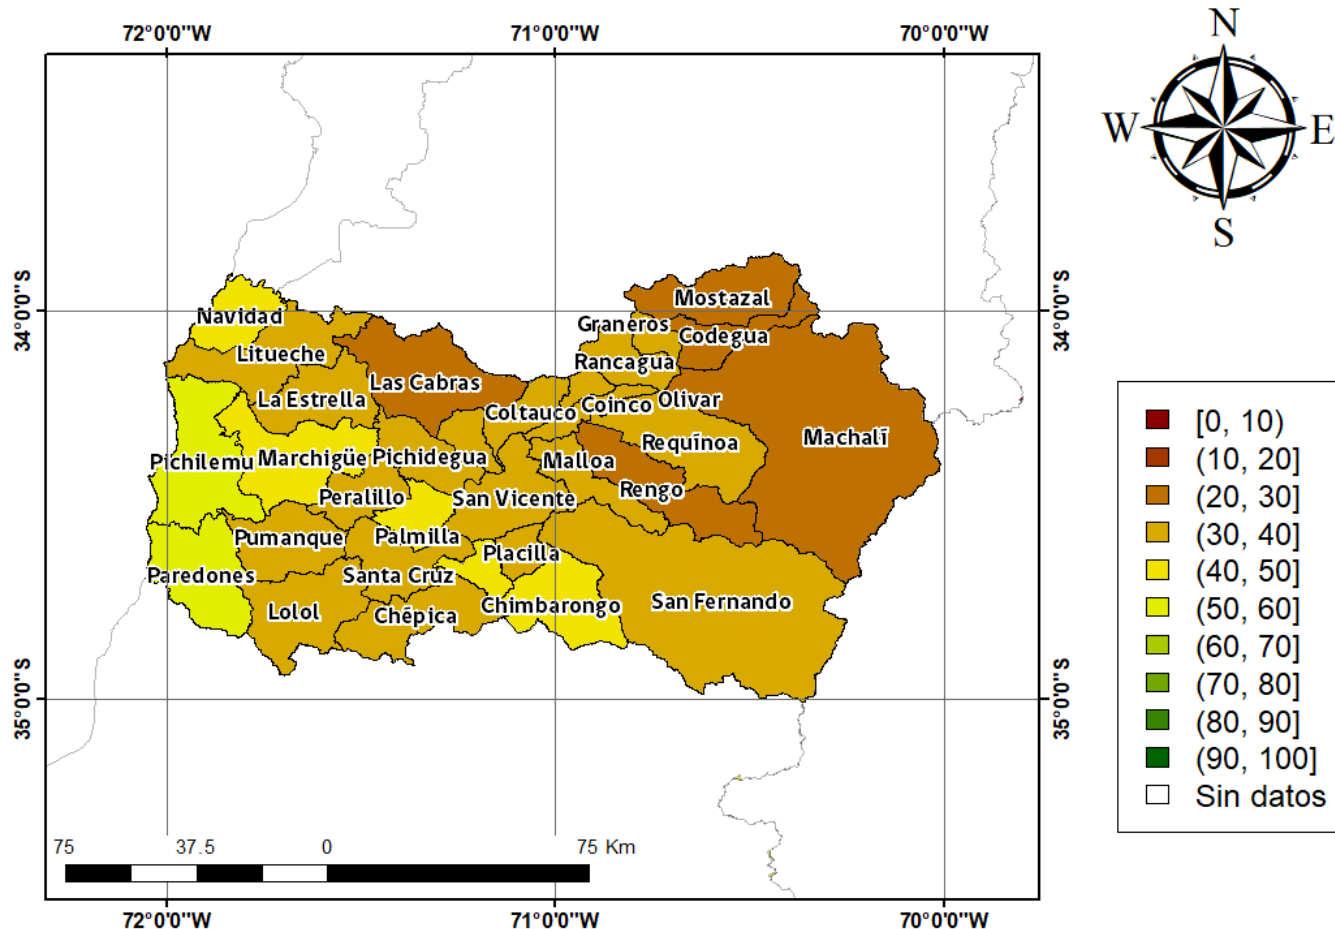 72°0'0"W 71°0'0"W 70°0'0"W
N
W E
S
34°0'0"S
34°0'0"S
Mostazal
Navidad
Graneros
Codegua
Litueche
Rancagua
Las Cabras
La Estrella
Coltauco
Coinco
Olivar
Machalí
Requínoa
Pichilemu
Marchigüe
Pichidegua
Malloa
Rengo
Peralillo
San Vicente
Pumanque
Palmilla
Placilla
Paredones
Santa Cruz
San Fernando
Lolol
Chépica
Chimbarongo
35°0'0"S
35°0'0"S
[0, 10)
(10, 20]
(20, 30]
(30, 40]
(40, 50]
(50, 60]
(60, 70]
(70, 80]
(80, 90]
(90, 100]
Sin datos
75 37.5 0 75 Km
72°0'0"W 71°0'0"W 70°0'0"W